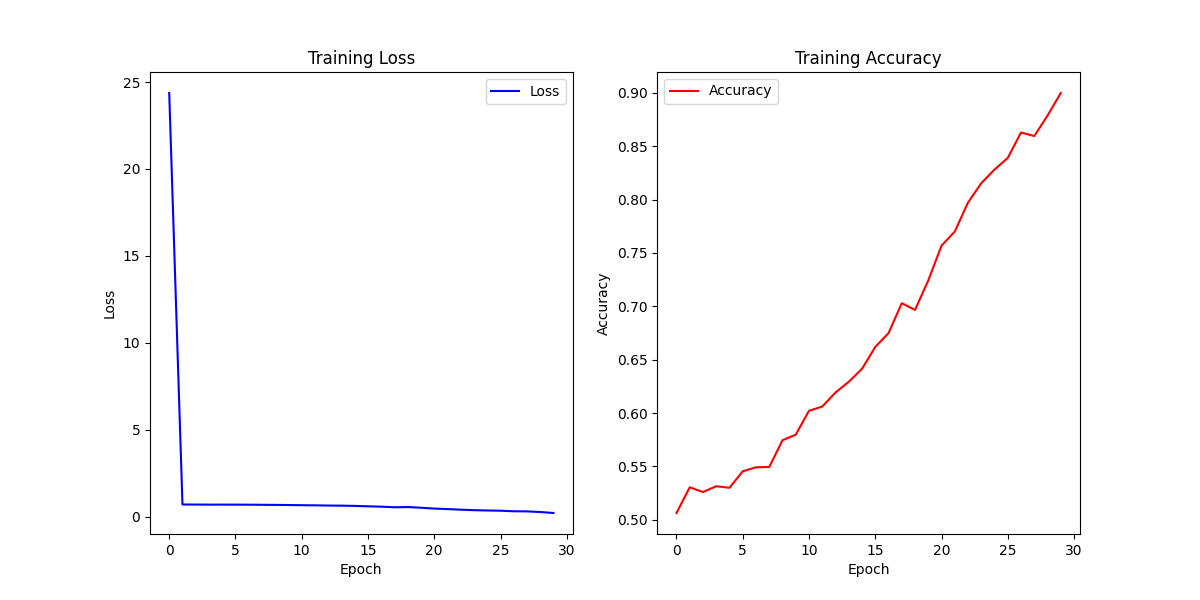 Training Loss
Loss
25
20
15
10
5
0
Loss
0 5 10 15 20 25 30
Epoch
Training Accuracy
Accuracy
0.90
0.85
0.80
0.75
0.70
0.65
0.60
0.55
0.50
Accuracy
0 5 10 15 20 25 30
Epoch